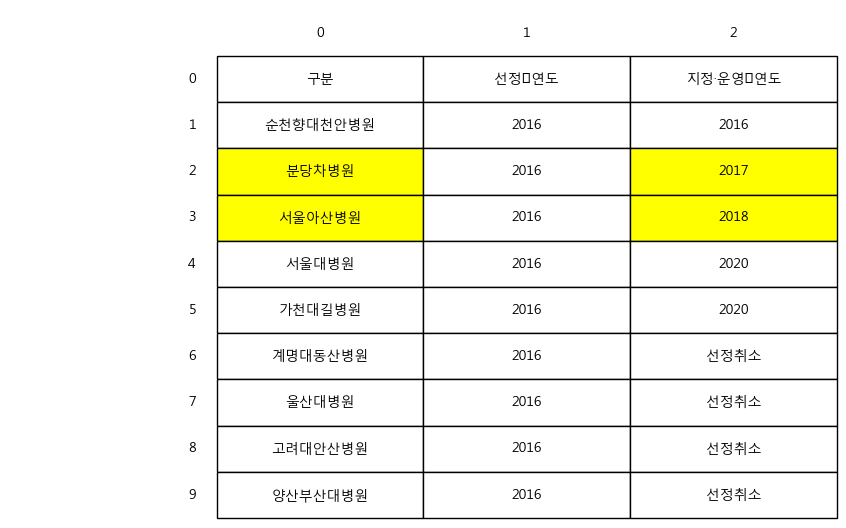 0 1 2
0 구분 선정▯연도 지정·운영▯연도
1 순천향대천안병원 2016 2016
2 분당차병원 2016 2017
3 서울아산병원 2016 2018
4 서울대병원 2016 2020
5 가천대길병원 2016 2020
6 계명대동산병원 2016 선정취소
7 울산대병원 2016 선정취소
8 고려대안산병원 2016 선정취소
9 양산부산대병원 2016 선정취소